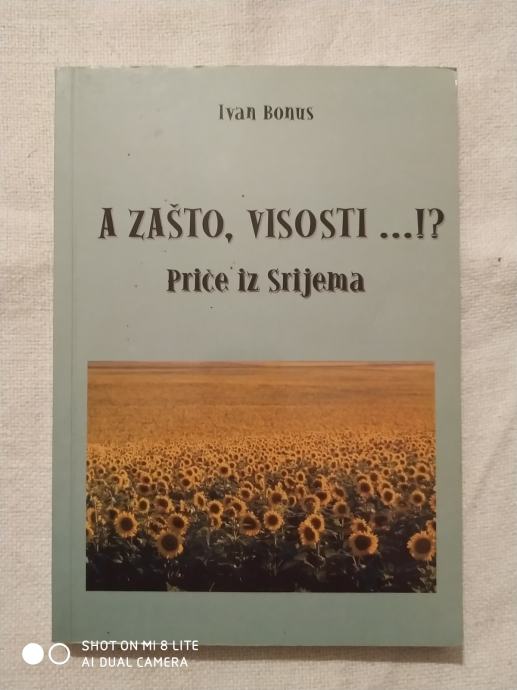 Ivan Bonus
A ZAŠTO, VISOSTI ...!?
Priče iz Srijema
SHOT ON MI 8 LITE
AI DUAL CAMERA